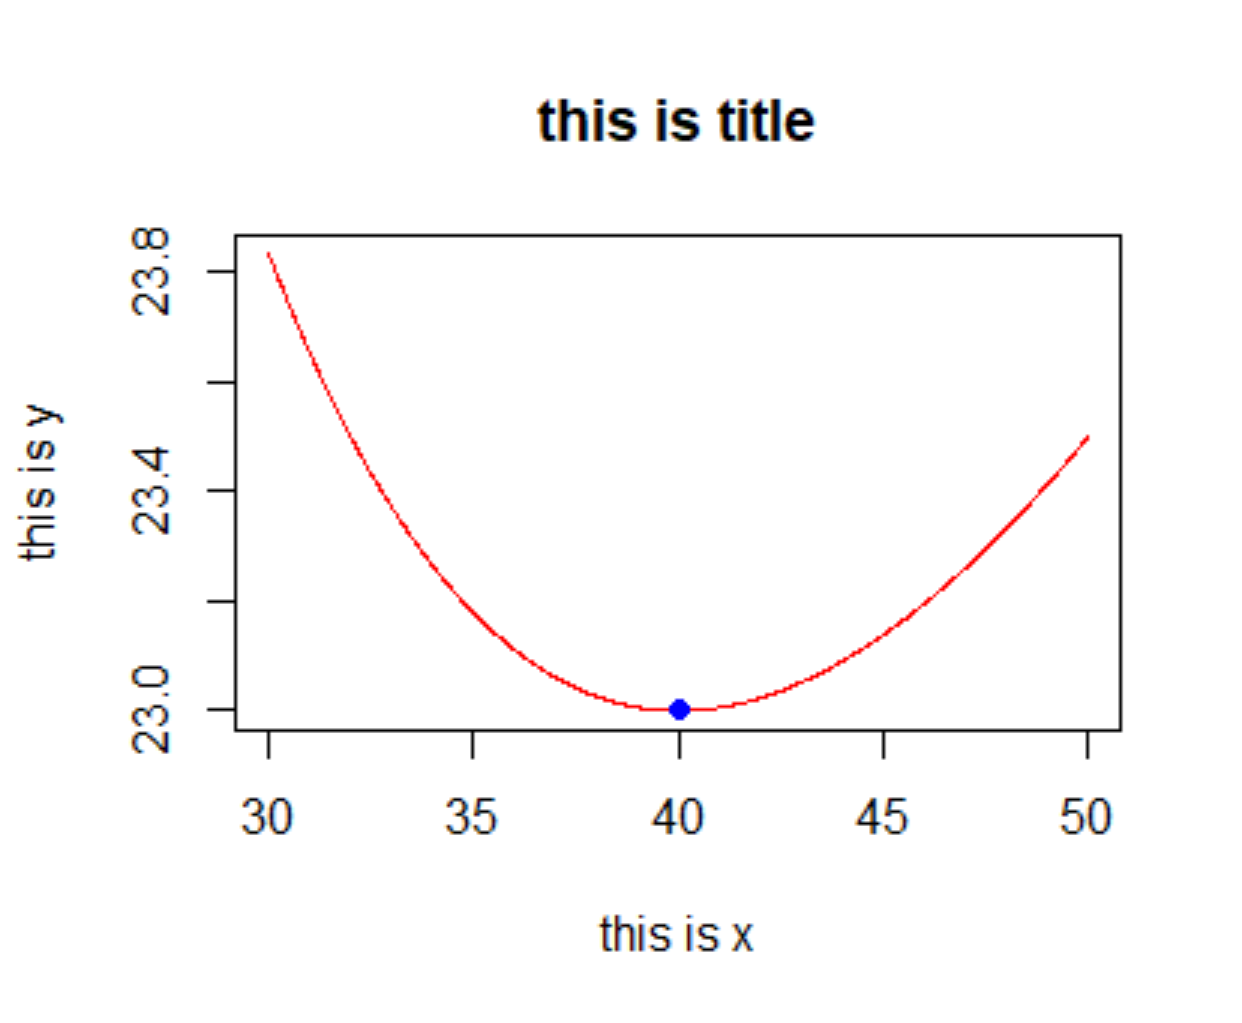 this is title
this is y
23.8
23.4
23.0
30 35 40 45 50
this is x